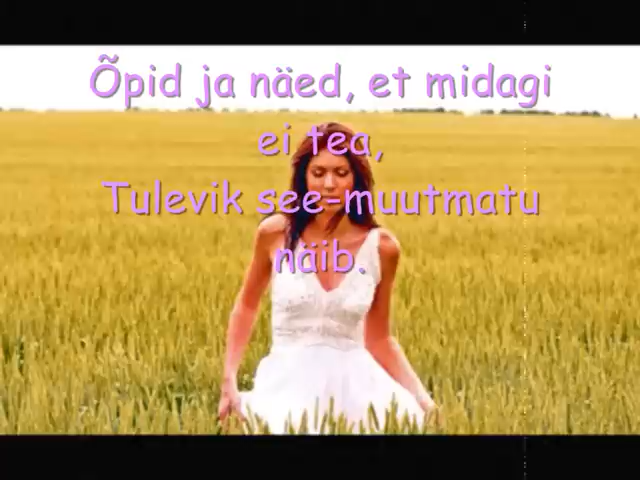 Õpid ja näed, et midagi
ei tea,
Tulevik see-muutmatu
näib.